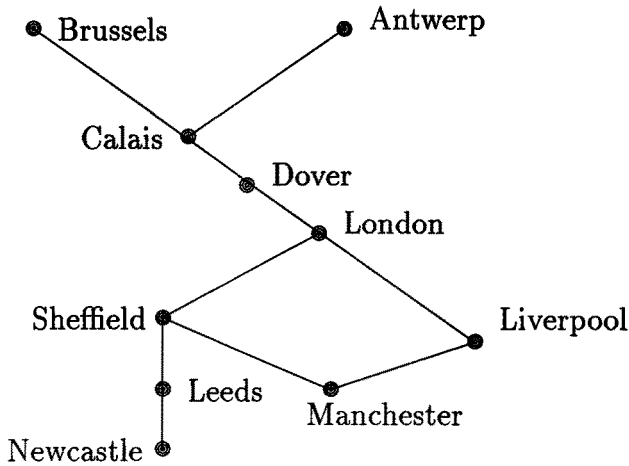 Brussels
Antwerp
Calais
Dover
London
Sheffield
Liverpool
Leeds
Manchester
Newcastle